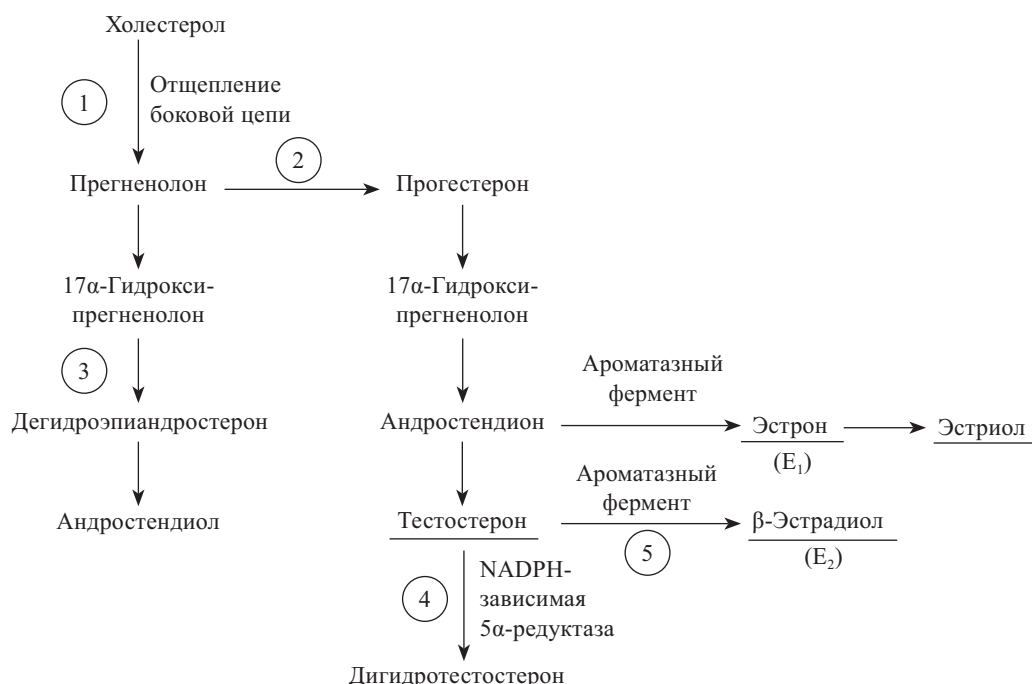 Холестерол
1
Отщепление
боковой цепи
2
Прегненолон
Прогестерон
17α-Гидрокси-
прегненолон
17α-Гидрокси-
прегненолон
3
Ароматазный
фермент
Дегидроэпиандростерон
Андростендион
Эстрон
(E₁)
Эстриол
Ароматазный
фермент
Андростендиол
Тестостерон
β-Эстрадиол
(E₂)
5
4
NADPH-
зависимая
5α-редуктаза
Дигидротестостерон